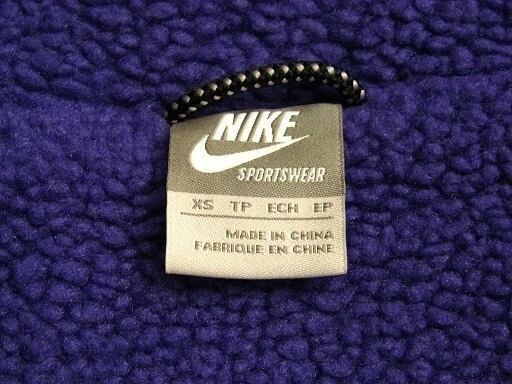 NIKE
SPORTSWEAR
XS TP ECH EP
MADE IN CHINA
FABRIQUE EN CHINE